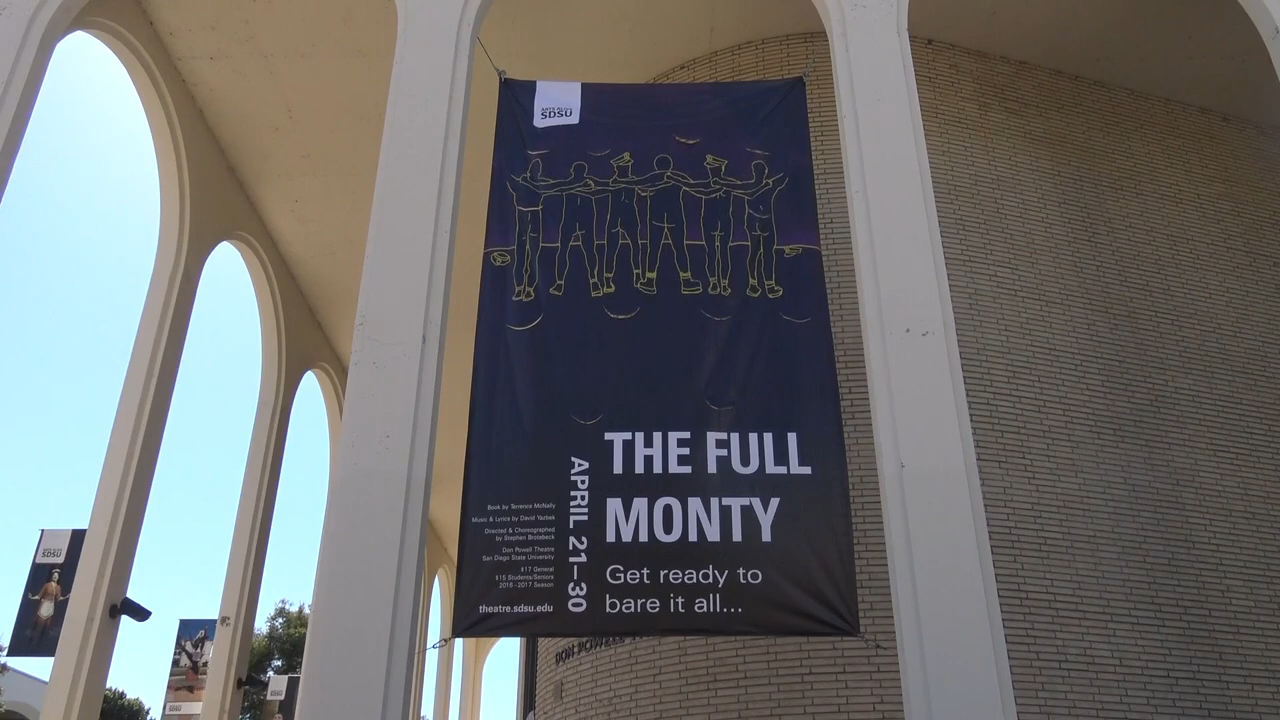 ARTS ALIVE
SDSU
THE FULL
MONTY
Get ready to
bare it all...
APRIL 21–30
Book by Terrence McNally
Music & Lyrics by David Yazbek
Directed & Choreographed
by Stephen Brotebeck
Don Powell Theatre
San Diego State University
$17 General
$15 Students/Seniors
2016-2017 Season
theatre.sdsu.edu
SDSU
SDSU
DON POWELL